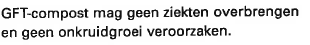 GFT-compost mag geen ziekten overbrengen
en geen onkruidgroei veroorzaken.